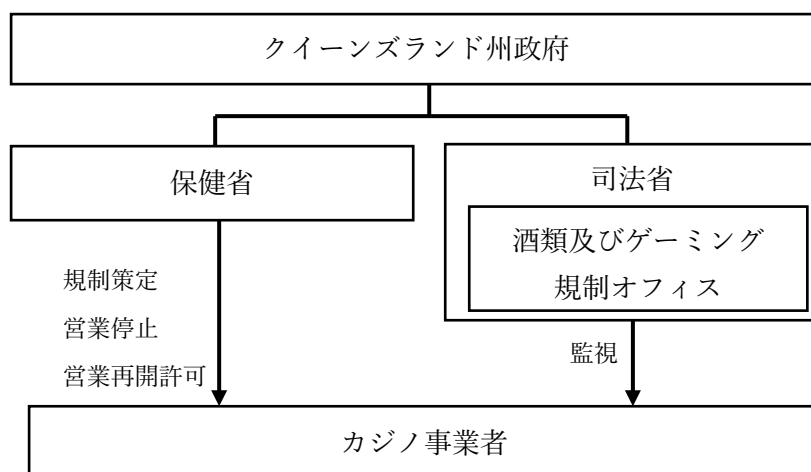 クイーンズランド州政府
保健省
司法省
酒類及びゲーミング
規制オフィス
規制策定
営業停止
営業再開許可
監視
カジノ事業者